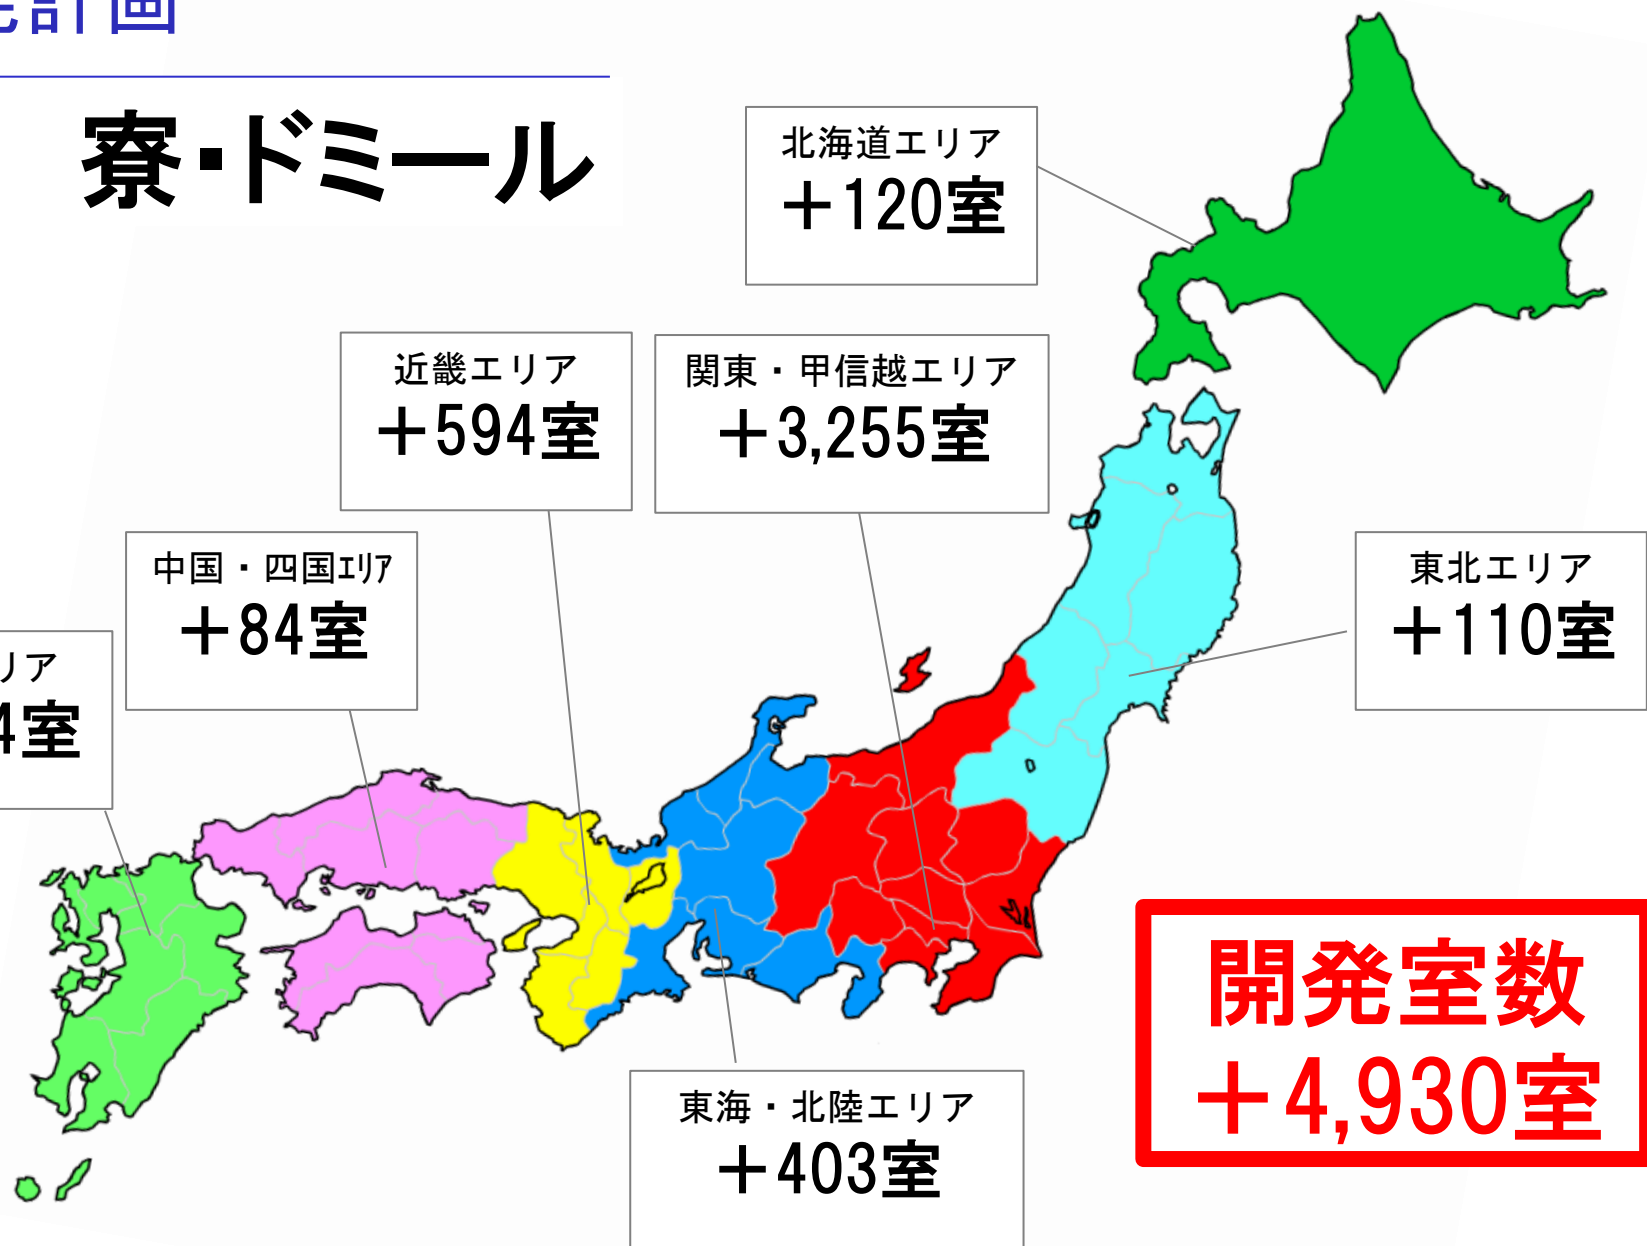 計画
寮・ドミール
北海道エリア
＋120室
近畿エリア
＋594室
関東・甲信越エリア
＋3,255室
中国・四国ｴﾘｱ
＋84室
東北エリア
＋110室
リア
4室
東海・北陸エリア
＋403室
開発室数
＋4,930室